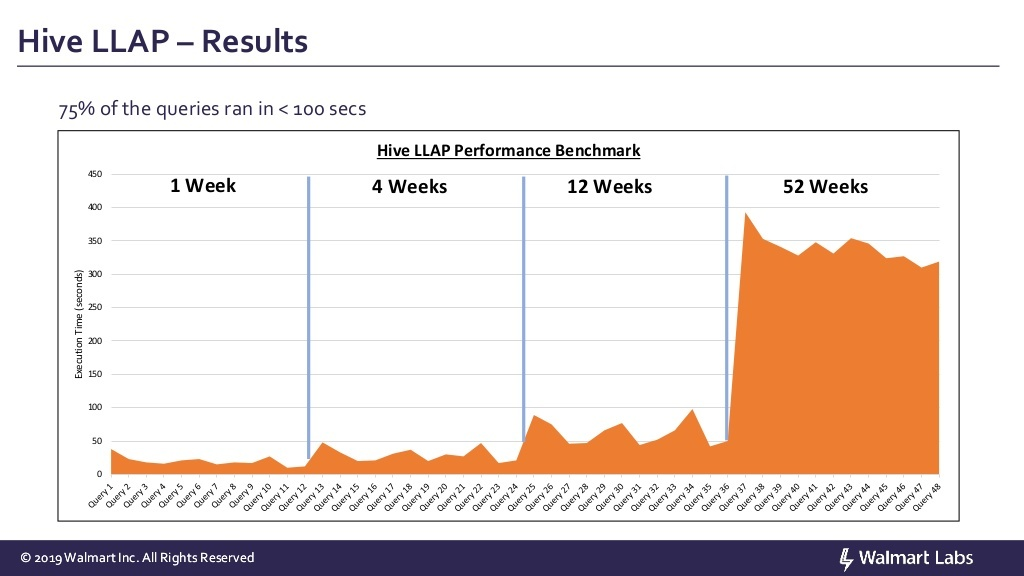 Hive LLAP – Results
75% of the queries ran in < 100 secs
Hive LLAP Performance Benchmark
1 Week 4 Weeks 12 Weeks 52 Weeks
Execution Time (seconds)
450
400
350
300
250
200
150
100
50
0
Query 1 Query 2 Query 3 Query 4 Query 5 Query 6 Query 7 Query 8 Query 9 Query 10 Query 11 Query 12 Query 13 Query 14 Query 15 Query 16 Query 17 Query 18 Query 19 Query 20 Query 21 Query 22 Query 23 Query 24 Query 25 Query 26 Query 27 Query 28 Query 29 Query 30 Query 31 Query 32 Query 33 Query 34 Query 35 Query 36 Query 37 Query 38 Query 39 Query 40 Query 41 Query 42 Query 43 Query 44 Query 45 Query 46 Query 47 Query 48
© 2019 Walmart Inc. All Rights Reserved
Walmart Labs